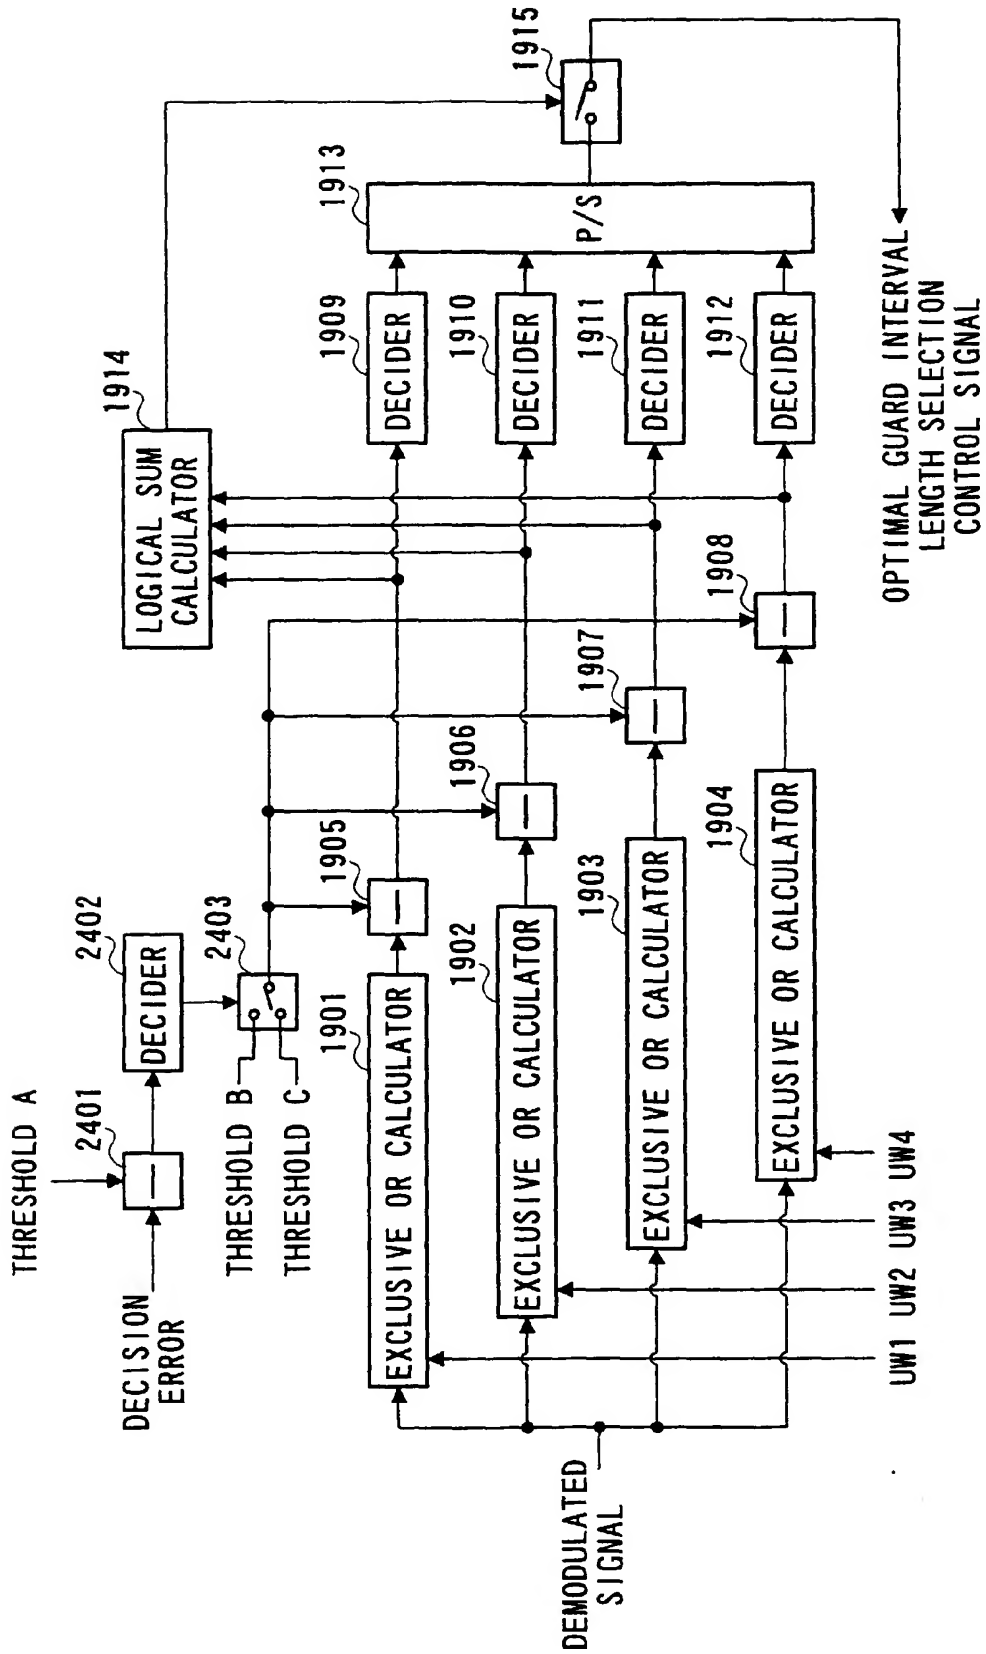 THRESHOLD A
2401
2402
DECIDER
DECISION
ERROR
THRESHOLD B
THRESHOLD C
2403
LOGICAL SUM
CALCULATOR
1914
1915
1901
EXCLUSIVE OR CALCULATOR
1905
1909
DECIDER
1913
P/S
1902
EXCLUSIVE OR CALCULATOR
1906
1910
DECIDER
1903
EXCLUSIVE OR CALCULATOR
1907
1911
DECIDER
1904
EXCLUSIVE OR CALCULATOR
1908
1912
DECIDER
DEMODULATED
SIGNAL
UW1
UW2
UW3
UW4
OPTIMAL GUARD INTERVAL
LENGTH SELECTION
CONTROL SIGNAL